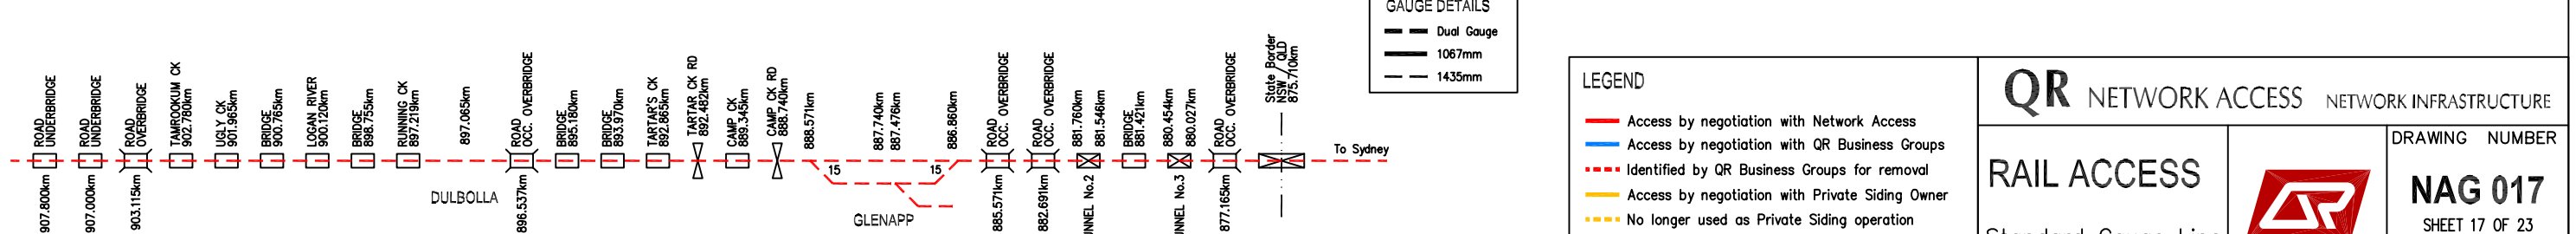 GAUGE DETAILS
Dual Gauge
1067mm
1435mm
ROAD
UNDERBRIDGE
907.800km
ROAD
UNDERBRIDGE
907.000km
ROAD
OVERBRIDGE
903.115km
TAMROOKUM CK
902.780km
UGLY CK
901.965km
BRIDGE
900.765km
LOGAN RIVER
900.120km
BRIDGE
898.755km
RUNNING CK
897.219km
897.065km
DULBOLLA
ROAD
OCC. OVERBRIDGE
896.537km
BRIDGE
895.180km
BRIDGE
893.970km
TARTAR'S CK
892.865km
TARTAR CK RD
892.482km
CAMP CK
889.345km
CAMP CK RD
888.740km
888.571km
15
887.740km
887.476km
15
886.860km
GLENAPP
ROAD
OCC. OVERBRIDGE
885.571km
ROAD
OCC. OVERBRIDGE
882.691km
881.760km
881.546km
BRIDGE
881.421km
880.454km
880.027km
ROAD
OCC. OVERBRIDGE
877.165km
State Border
NSW / QLD
875.710km
To Sydney
LEGEND
Access by negotiation with Network Access
Access by negotiation with QR Business Groups
Identified by QR Business Groups for removal
Access by negotiation with Private Siding Owner
No longer used as Private Siding operation
QR NETWORK ACCESS NETWORK INFRASTRUCTURE
RAIL ACCESS
Standard Gauge Line
QR
DRAWING NUMBER
NAG 017
SHEET 17 OF 23